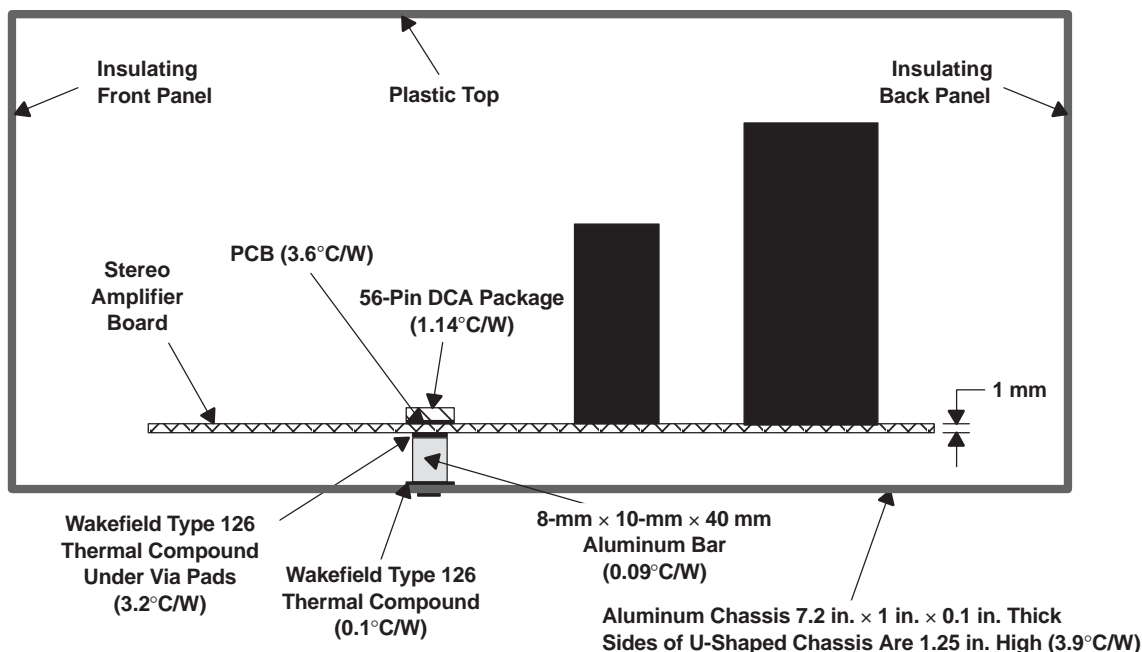 Insulating
Front Panel
Plastic Top
Insulating
Back Panel
PCB (3.6°C/W)
Stereo
Amplifier
Board
56-Pin DCA Package
(1.14°C/W)
1 mm
Wakefield Type 126
Thermal Compound
Under Via Pads
(3.2°C/W)
Wakefield Type 126
Thermal Compound
(0.1°C/W)
8-mm × 10-mm × 40 mm
Aluminum Bar
(0.09°C/W)
Aluminum Chassis 7.2 in. × 1 in. × 0.1 in. Thick
Sides of U-Shaped Chassis Are 1.25 in. High (3.9°C/W)